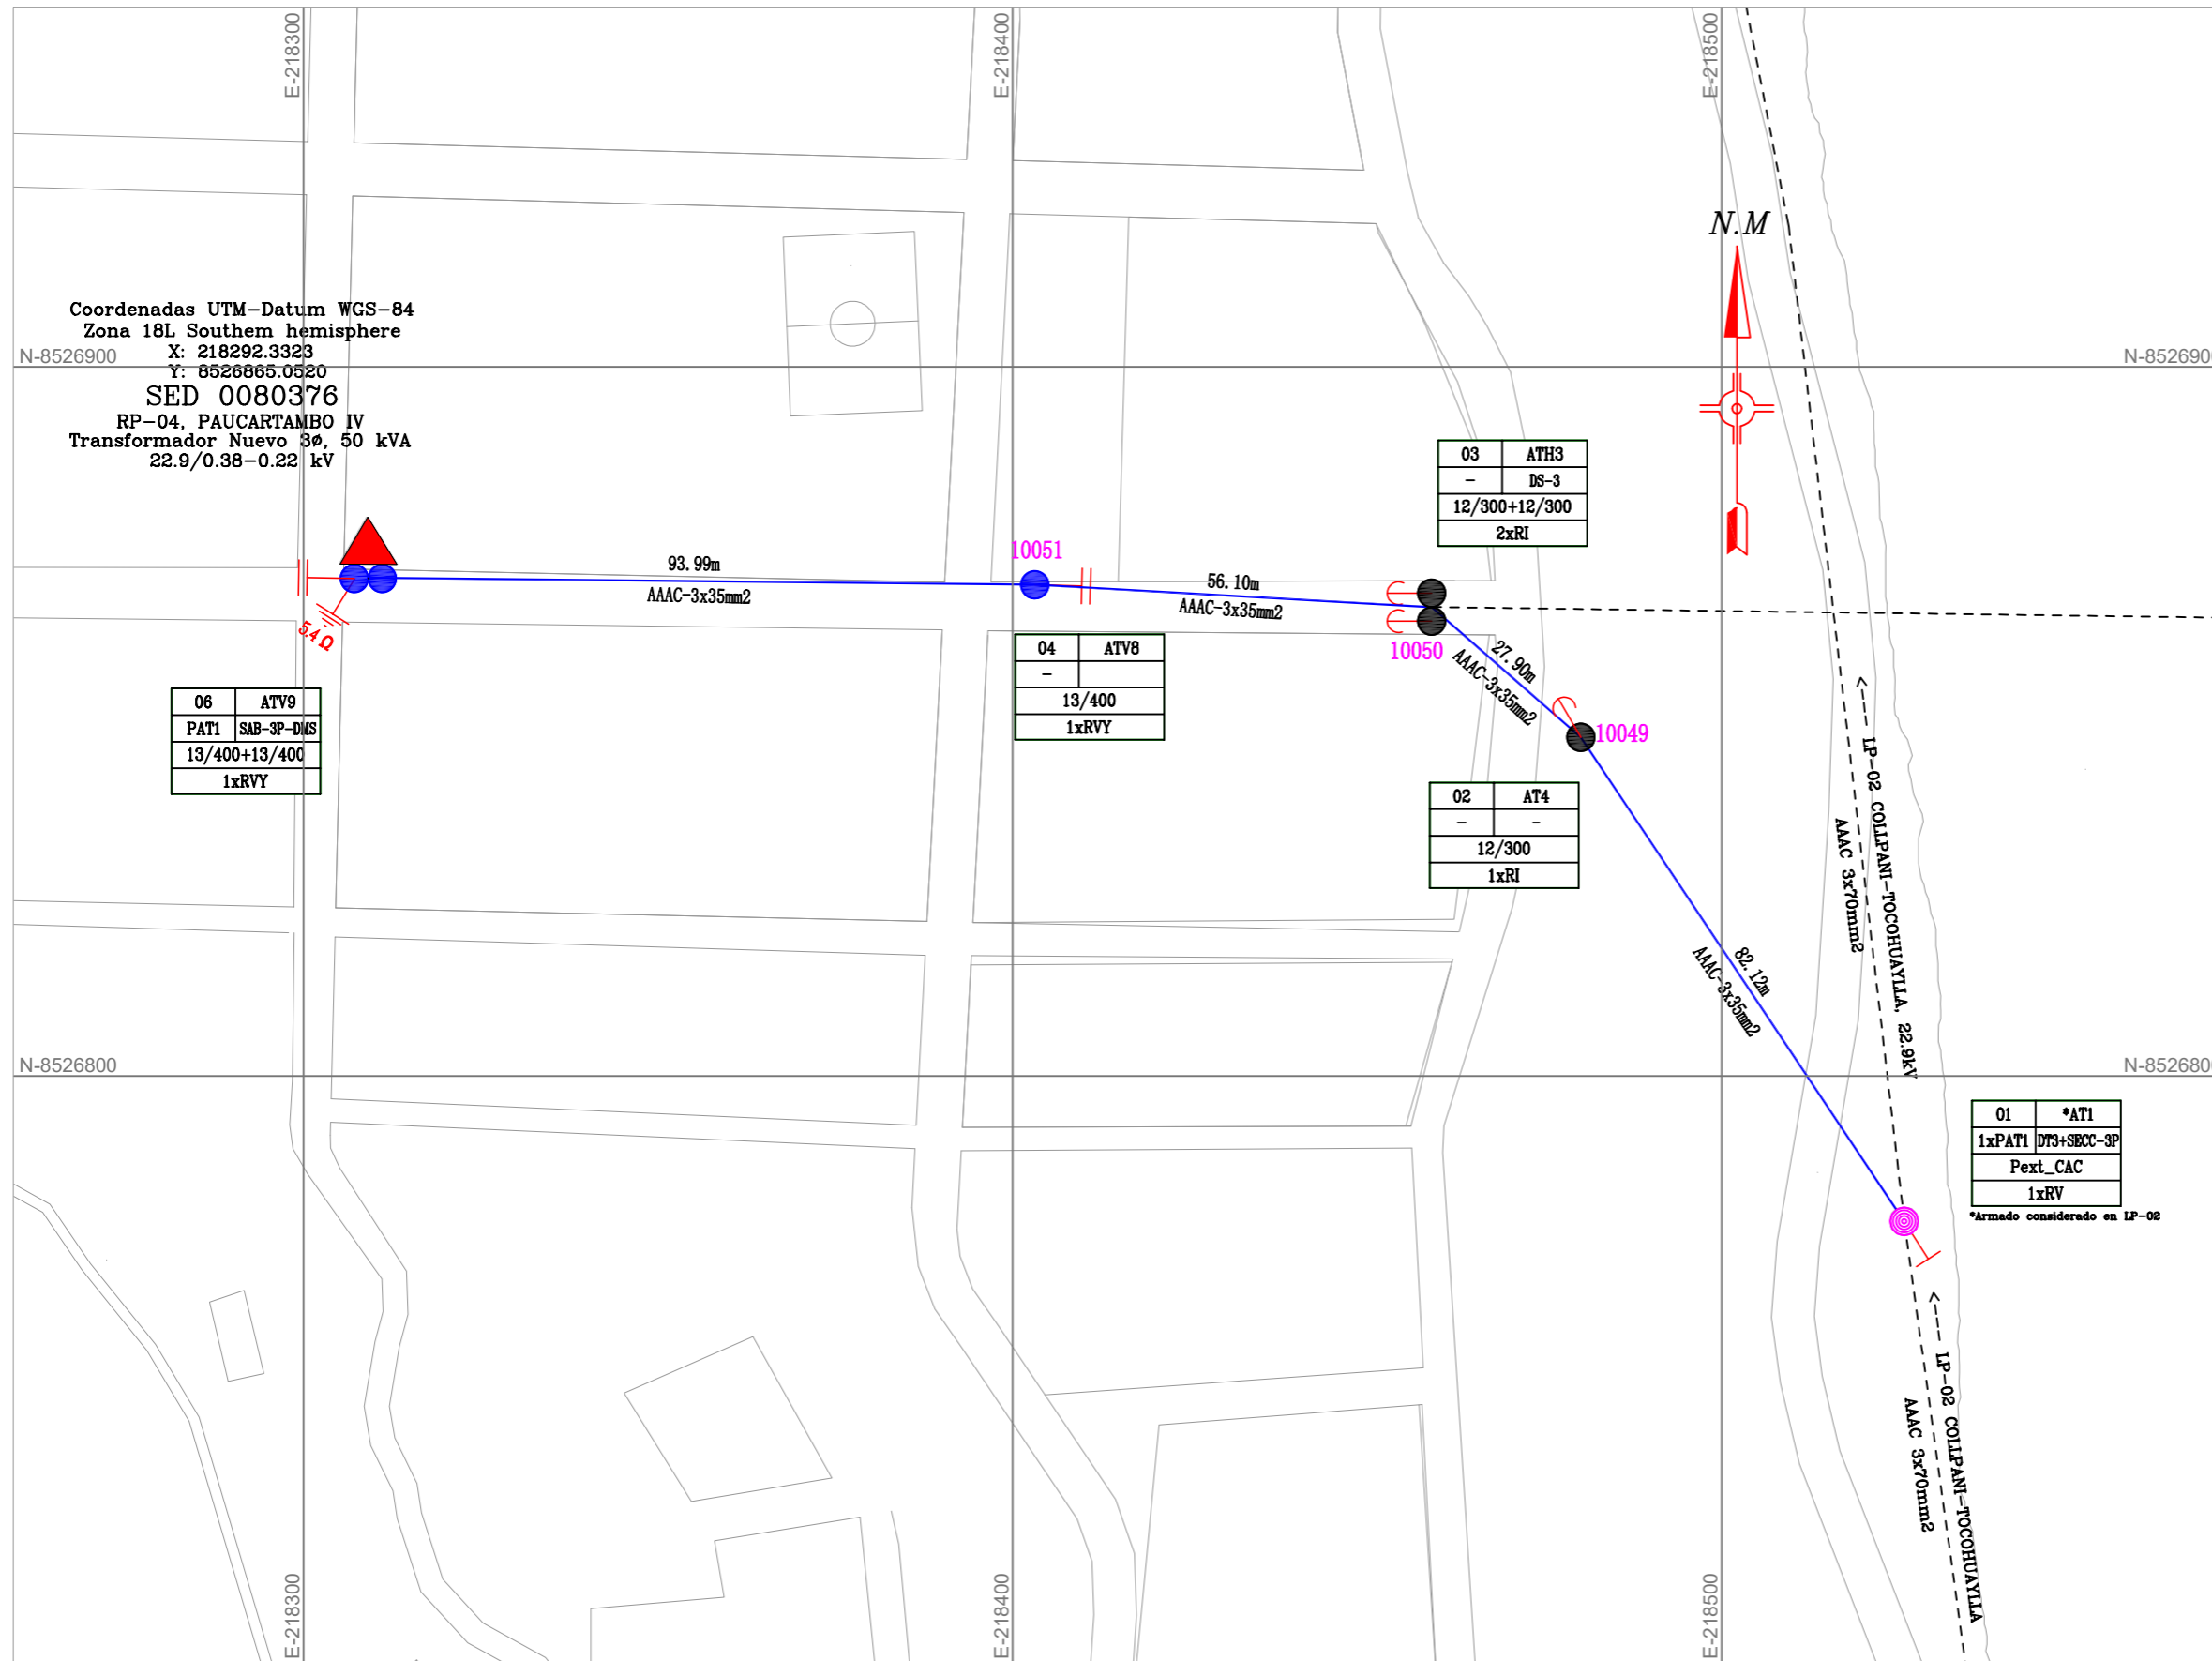 E-218300
E-218400
E-218500
N.M
Coordenadas UTM-Datum WGS-84
Zona 18L Southem hemisphere
X: 218292.3323
N-8526900
N-8526900
Y: 8526865.0520
SED 0080376
RP-04, PAUCARTAMBO IV
Transformador Nuevo 3ø, 50 kVA
22.9/0.38-0.22 kV
03 ATH3
- DS-3
12/300+12/300
2xRI
93.99m
AAAC-3x35mm2
10051
56.10m
AAAC-3x35mm2
5.4 Ω
10050
27.90m
AAAC-3x35mm2
10049
04 ATV8
-
13/400
1xRVY
06 ATV9
PAT1 SAB-3P-DMS
13/400+13/400
1xRVY
02 AT4
- -
12/300
1xRI
LP-02 COLLPANI-TOCOHUAYLLA, 22.9kV
AAAC 3x70mm2
82.12m
AAAC-3x35mm2
N-8526800
N-8526800
01 *AT1
1xPAT1 DT3+SECC-3P
Pext_CAC
1xRV
*Armado considerado en LP-02
LP-02 COLLPANI-TOCOHUAYLLA
AAAC 3x70mm2
E-218300
E-218400
E-218500